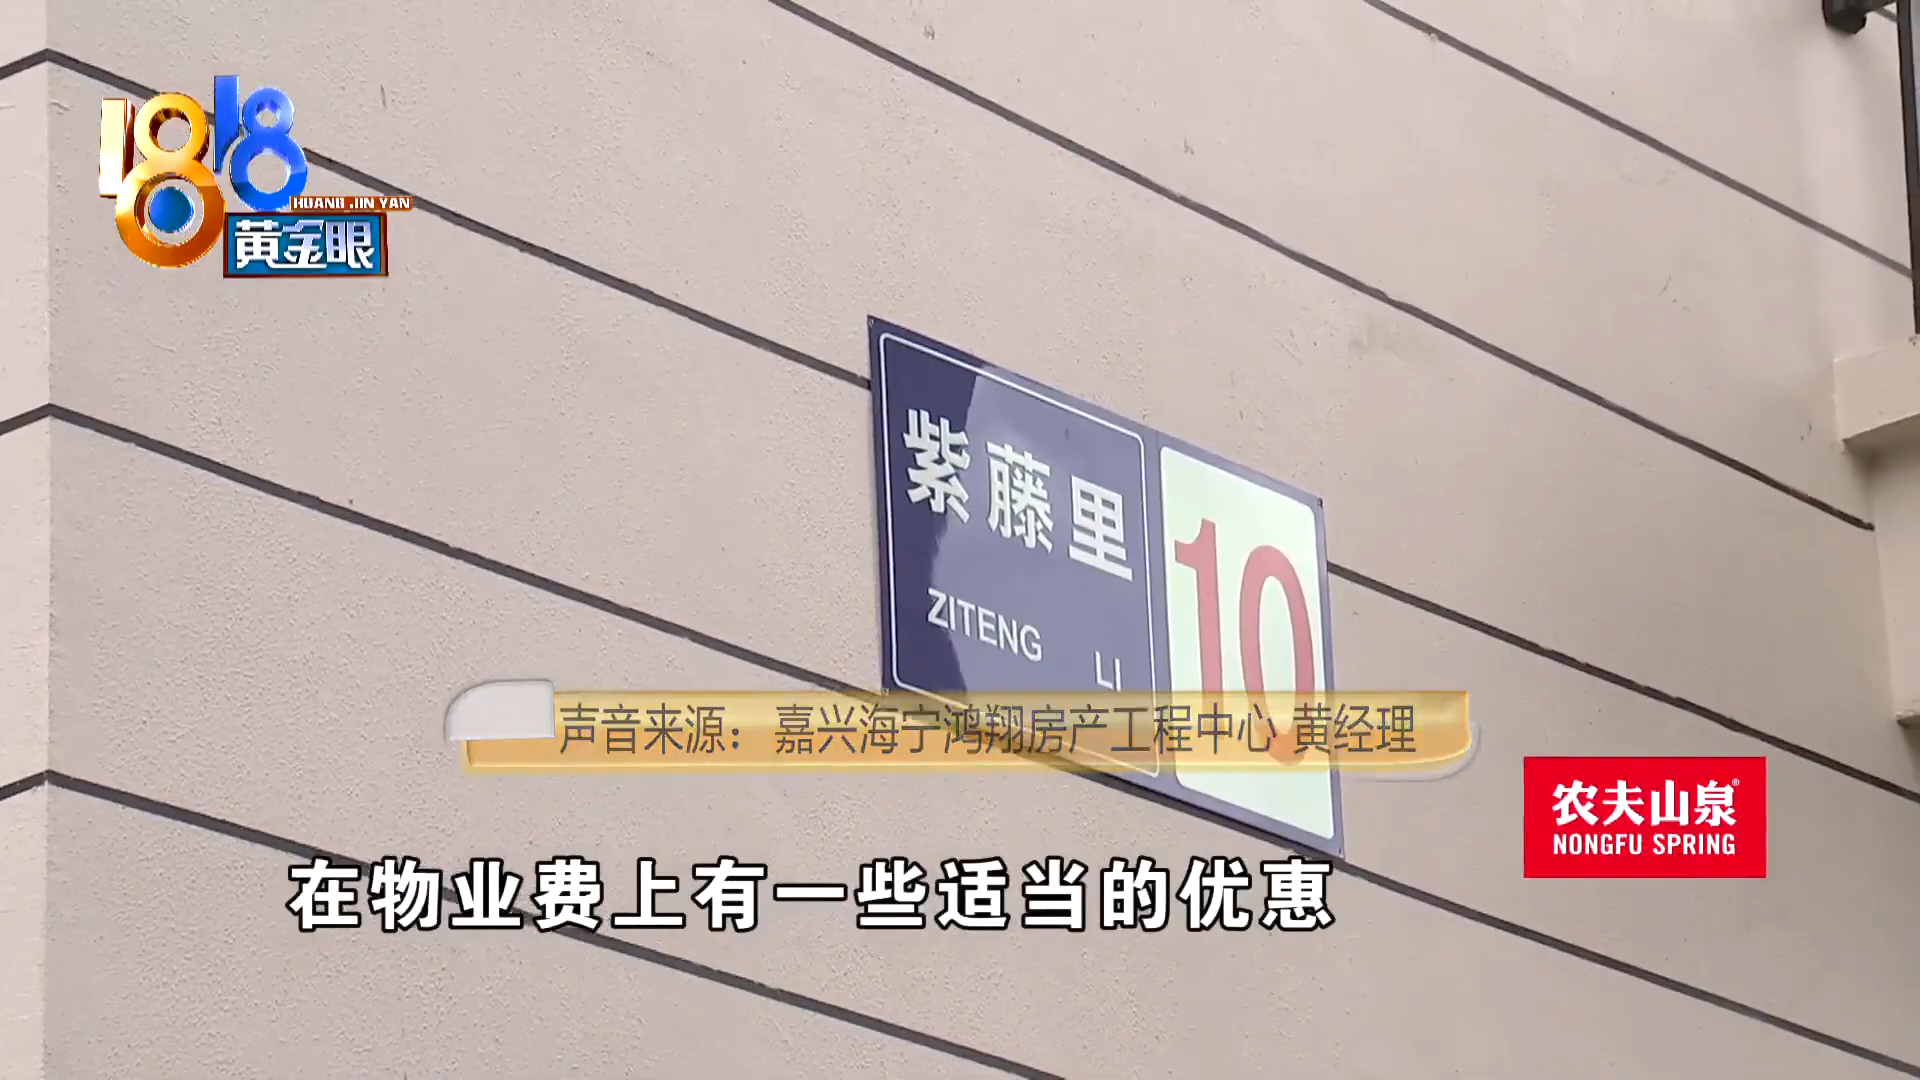 1818
HUANG JIN YAN
黄金眼
紫藤里
ZITENG LI
10
声音来源：嘉兴海宁鸿翔房产工程中心 黄经理
农夫山泉®
NONGFU SPRING
在物业费上有一些适当的优惠